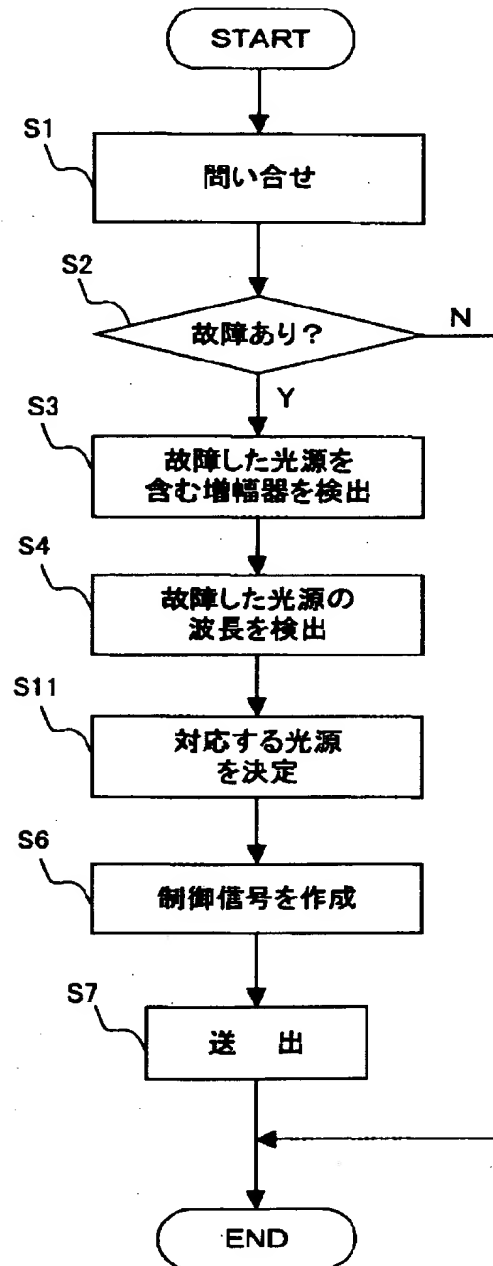 START
S1
問い合せ
S2
故障あり？
N
Y
S3
故障した光源を
含む増幅器を検出
S4
故障した光源の
波長を検出
S11
対応する光源
を決定
S6
制御信号を作成
S7
送　出
END